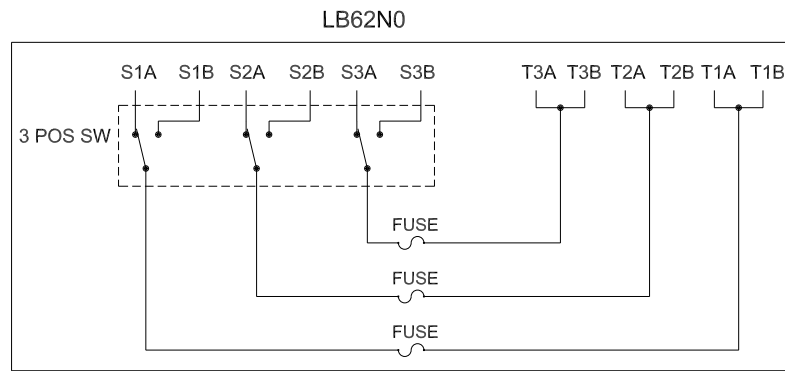 LB62N0
S1A S1B S2A S2B S3A S3B T3A T3B T2A T2B T1A T1B
3 POS SW
FUSE
FUSE
FUSE